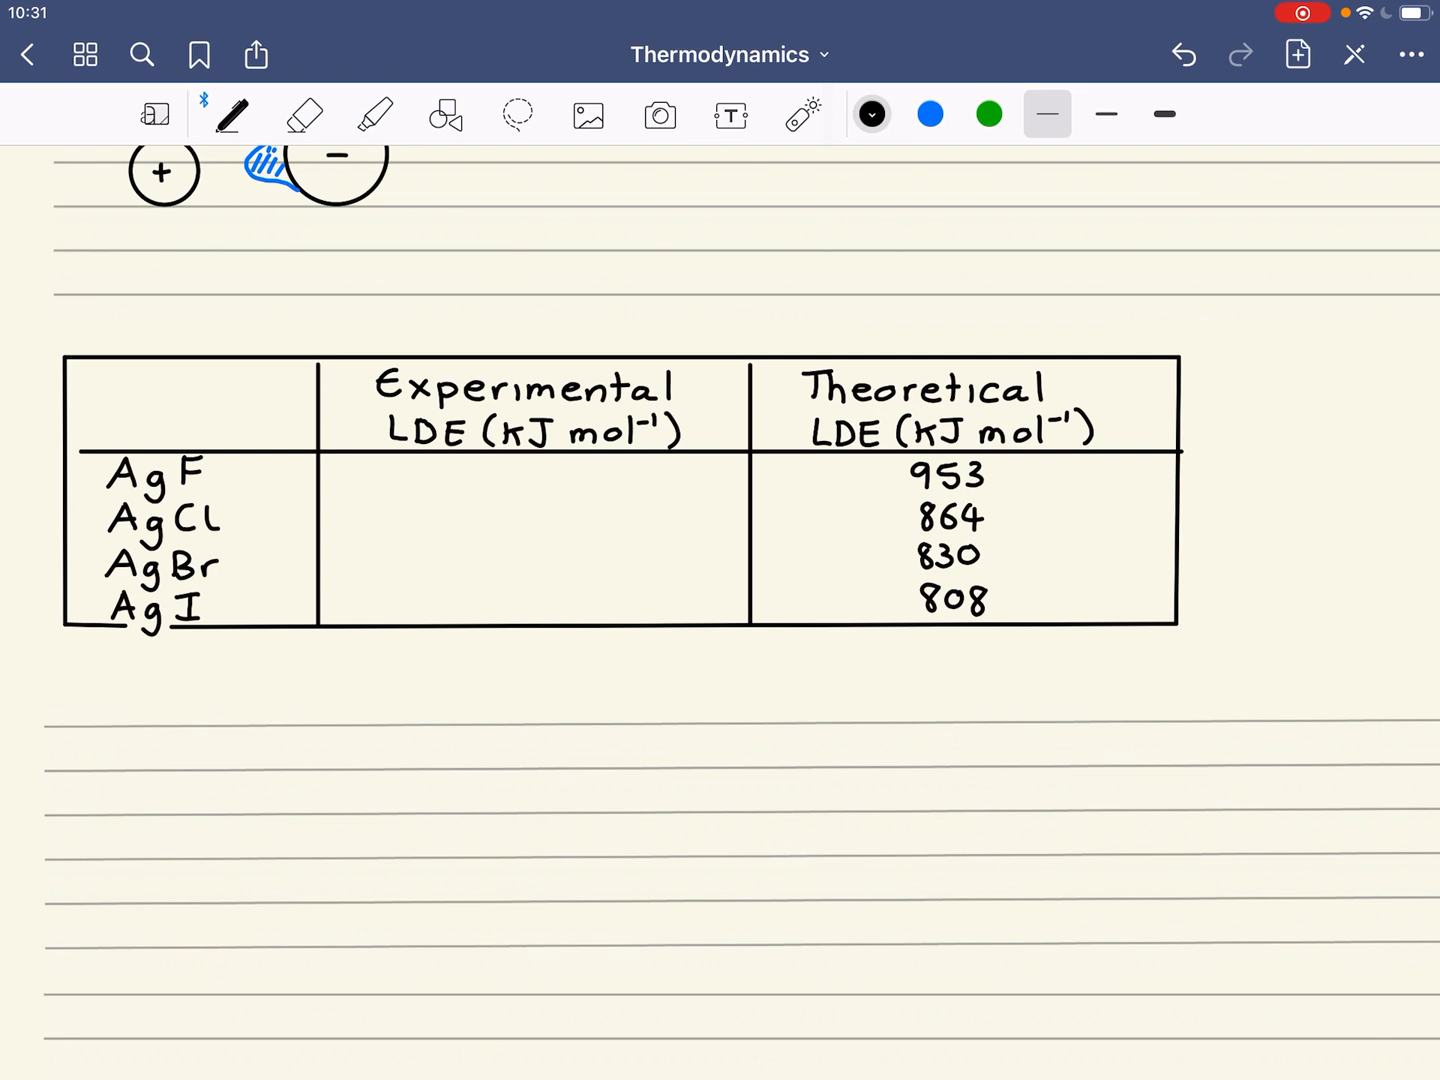 10:31
Thermodynamics
T
+ −
Experimental Theoretical
LDE (kJ mol⁻¹) LDE (kJ mol⁻¹)
AgF 953
AgCl 864
AgBr 830
AgI 808